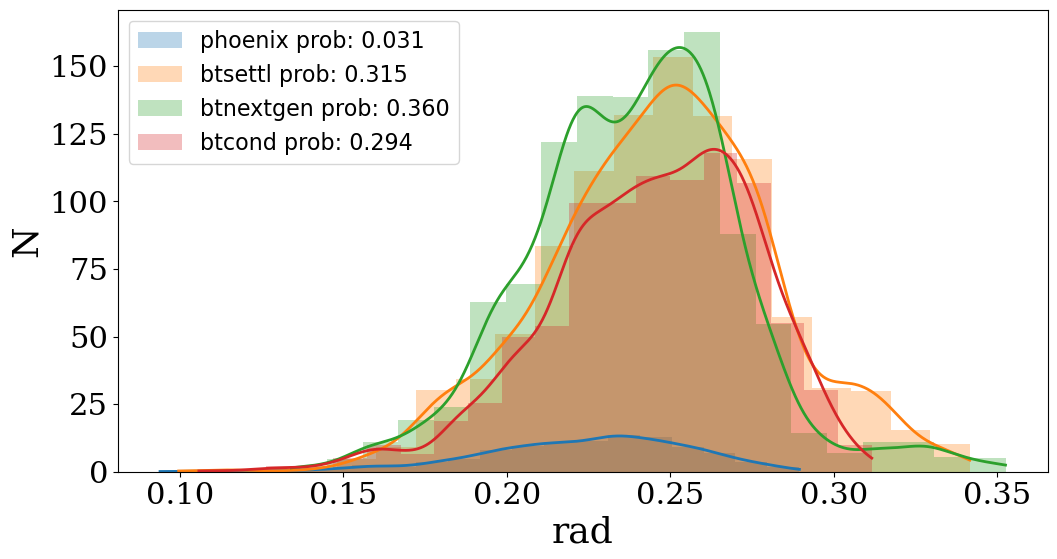 phoenix prob: 0.031
btsettl prob: 0.315
btnextgen prob: 0.360
btcond prob: 0.294
N
150
125
100
75
50
25
0
0.10 0.15 0.20 0.25 0.30 0.35
rad